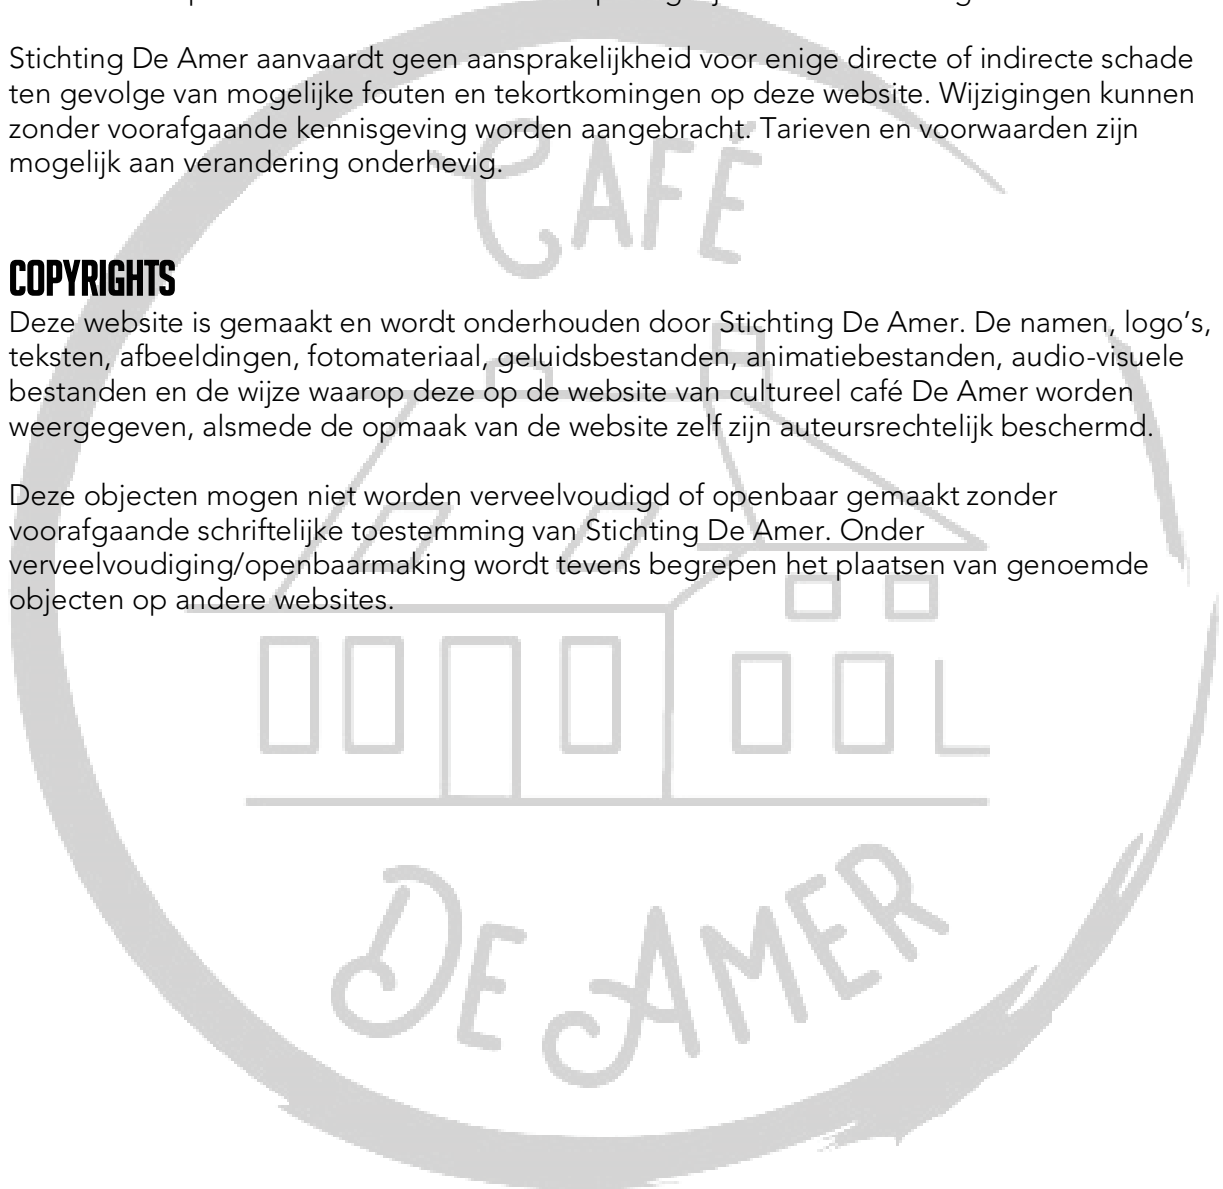 Stichting De Amer aanvaardt geen aansprakelijkheid voor enige directe of indirecte schade
ten gevolge van mogelijke fouten en tekortkomingen op deze website. Wijzigingen kunnen
zonder voorafgaande kennisgeving worden aangebracht. Tarieven en voorwaarden zijn
mogelijk aan verandering onderhevig.
CAFÉ
COPYRIGHTS
Deze website is gemaakt en wordt onderhouden door Stichting De Amer. De namen, logo’s,
teksten, afbeeldingen, fotomateriaal, geluidsbestanden, animatiebestanden, audio-visuele
bestanden en de wijze waarop deze op de website van cultureel café De Amer worden
weergegeven, alsmede de opmaak van de website zelf zijn auteursrechtelijk beschermd.
Deze objecten mogen niet worden verveelvoudigd of openbaar gemaakt zonder
voorafgaande schriftelijke toestemming van Stichting De Amer. Onder
verveelvoudiging/openbaarmaking wordt tevens begrepen het plaatsen van genoemde
objecten op andere websites.
DE AMER